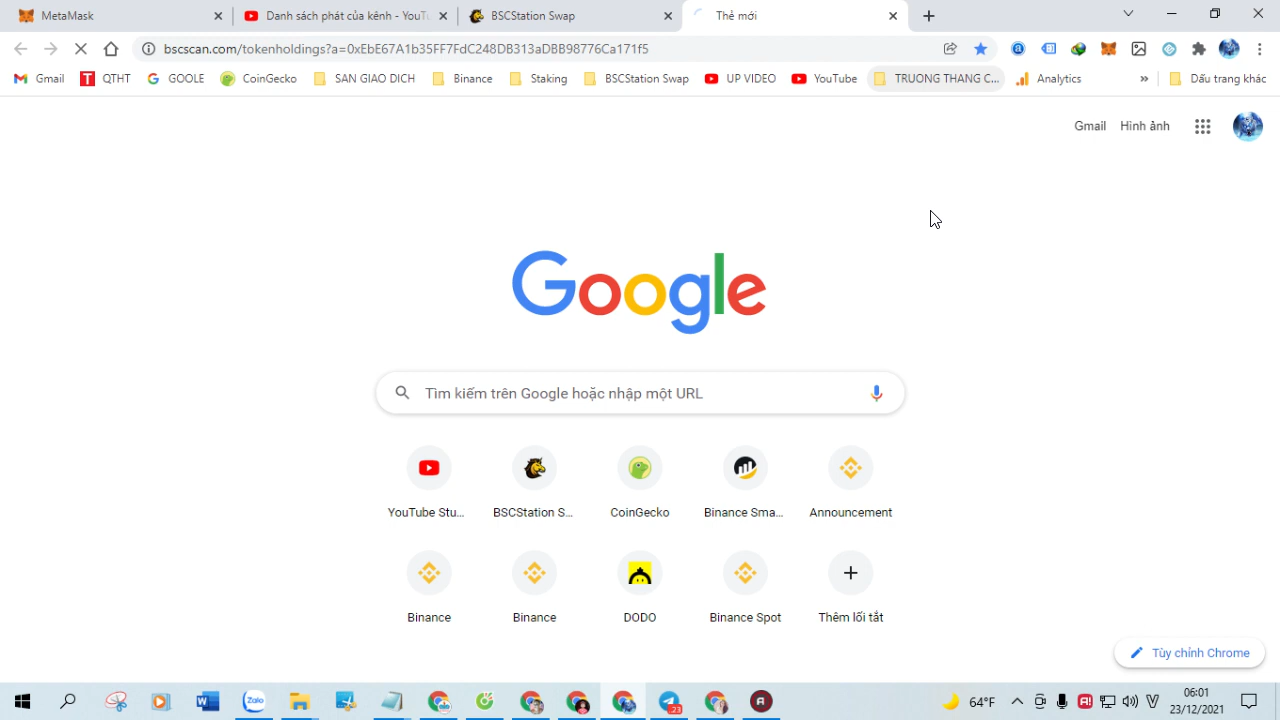 MetaMask
Danh sách phát của kênh - YouTu
BSCStation Swap
Thẻ mới
bscscan.com/tokenholdings?a=0xEbE67A1b35FF7FdC248DB313aDBB98776Ca171f5
Gmail
QTHT
GOOLE
CoinGecko
SAN GIAO DICH
Binance
Staking
BSCStation Swap
UP VIDEO
YouTube
TRUONG THANG C...
Analytics
»
Dấu trang khác
Gmail
Hình ảnh
Google
Tìm kiếm trên Google hoặc nhập một URL
YouTube Stu...
BSCStation S...
CoinGecko
Binance Sma...
Announcement
Binance
Binance
DODO
Binance Spot
Thêm lối tắt
Tùy chỉnh Chrome
Zalo
23
64°F
06:01
23/12/2021